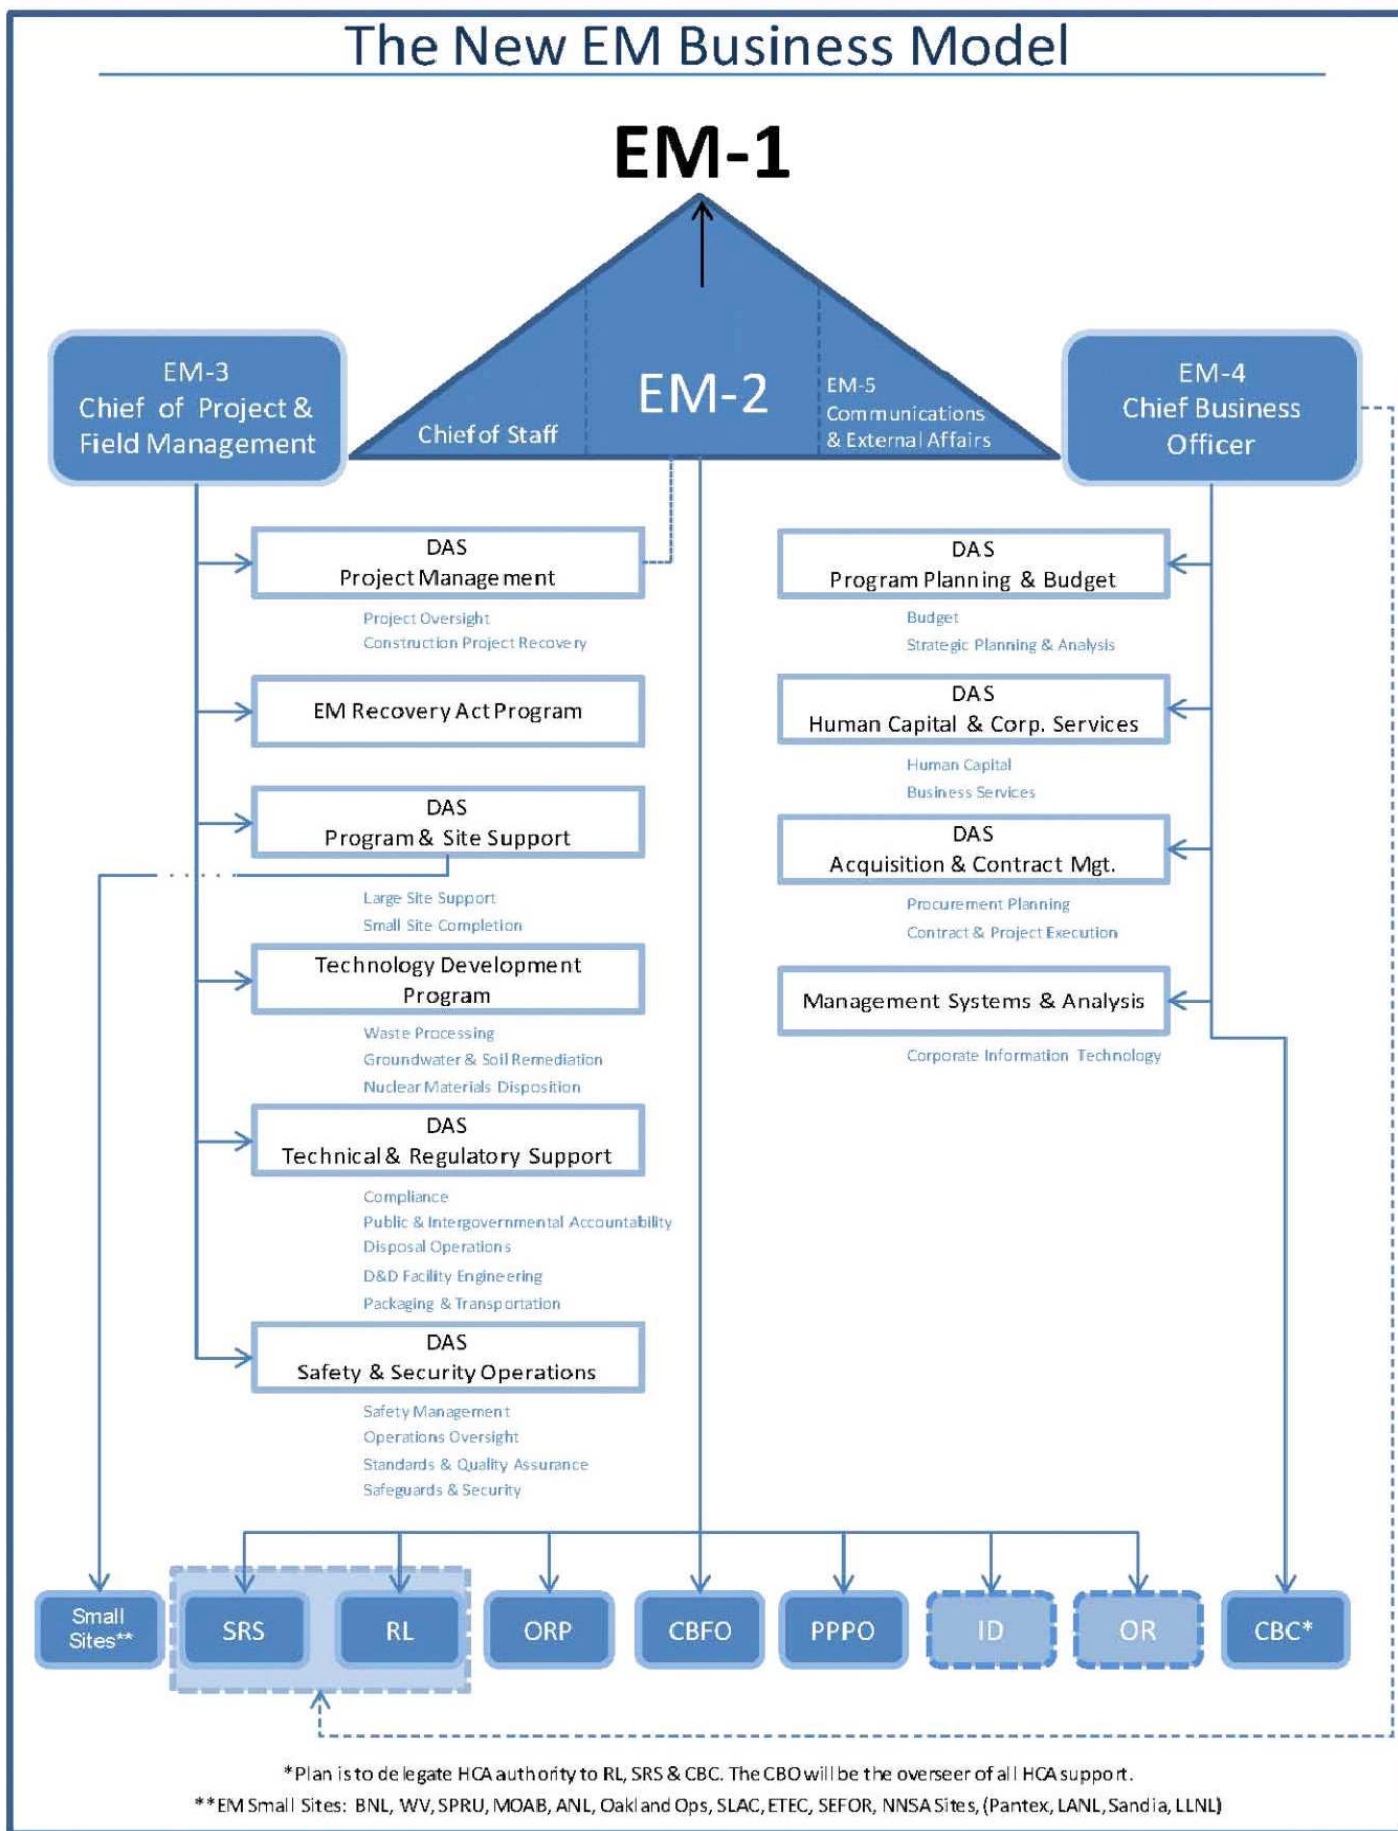 The New EM Business Model
EM-1
EM-3
Chief of Project &
Field Management
Chief of Staff
EM-2
EM-5
Communications
& External Affairs
EM-4
Chief Business
Officer
DAS
Project Management
Project Oversight
Construction Project Recovery
EM Recovery Act Program
DAS
Program & Site Support
Large Site Support
Small Site Completion
Technology Development
Program
Waste Processing
Groundwater & Soil Remediation
Nuclear Materials Disposition
DAS
Technical & Regulatory Support
Compliance
Public & Intergovernmental Accountability
Disposal Operations
D&D Facility Engineering
Packaging & Transportation
DAS
Safety & Security Operations
Safety Management
Operations Oversight
Standards & Quality Assurance
Safeguards & Security
DAS
Program Planning & Budget
Budget
Strategic Planning & Analysis
DAS
Human Capital & Corp. Services
Human Capital
Business Services
DAS
Acquisition & Contract Mgt.
Procurement Planning
Contract & Project Execution
Management Systems & Analysis
Corporate Information Technology
Small
Sites**
SRS
RL
ORP
CBFO
PPPO
ID
OR
CBC*
*Plan is to delegate HCA authority to RL, SRS & CBC. The CBO will be the overseer of all HCA support.
**EM Small Sites: BNL, WV, SPRU, MOAB, ANL, Oakland Ops, SLAC, ETEC, SEFOR, NNSA Sites, (Pantex, LANL, Sandia, LLNL)